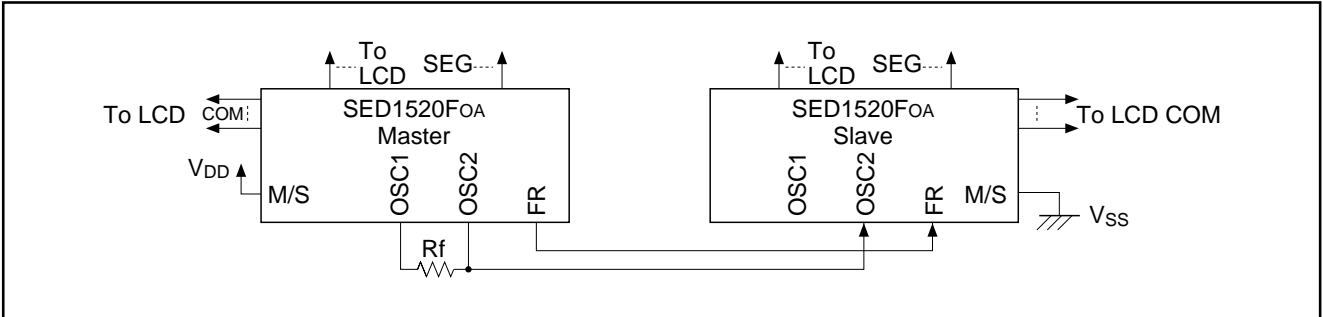 To
LCD
SEG
To
LCD
SEG
To LCD
COM
SED1520FOA
Master
SED1520FOA
Slave
To LCD COM
VDD
M/S
OSC1
OSC2
FR
OSC1
OSC2
FR
M/S
VSS
Rf